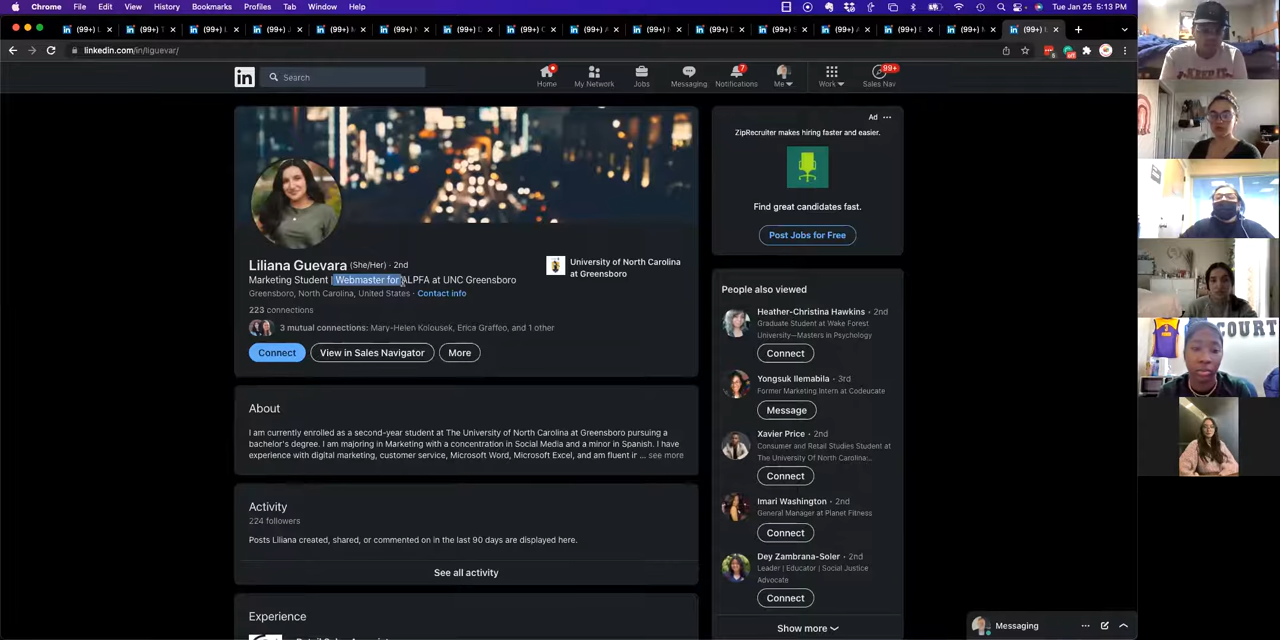 Chrome File Edit View History Bookmarks Profiles Tab Window Help
Tue Jan 25 5:13 PM
linkedin.com/in/liguevar/
Search
Home
My Network
Jobs
Messaging
7
Notifications
Me
Work
99+
Sales Nav
Liliana Guevara (She/Her) · 2nd
Marketing Student | Webmaster for ALPFA at UNC Greensboro
Greensboro, North Carolina, United States · Contact info
223 connections
3 mutual connections: Mary-Helen Kolousek, Erica Graffeo, and 1 other
Connect
View in Sales Navigator
More
University of North Carolina
at Greensboro
About
I am currently enrolled as a second-year student at The University of North Carolina at Greensboro pursuing a
bachelor's degree. I am majoring in Marketing with a concentration in Social Media and a minor in Spanish. I have
experience with digital marketing, customer service, Microsoft Word, Microsoft Excel, and am fluent ir ... see more
Activity
224 followers
Posts Liliana created, shared, or commented on in the last 90 days are displayed here.
See all activity
Experience
Ad ···
ZipRecruiter makes hiring faster and easier.
Find great candidates fast.
Post Jobs for Free
People also viewed
Heather-Christina Hawkins · 2nd
Graduate Student at Wake Forest
University—Masters in Psychology
Connect
Yongsuk Ilemabila · 3rd
Former Marketing Intern at Codeucate
Message
Xavier Price · 2nd
Consumer and Retail Studies Student at
The University Of North Carolina:..
Connect
Imari Washington · 2nd
General Manager at Planet Fitness
Connect
Dey Zambrana-Soler · 2nd
Leader | Educator | Social Justice
Advocate
Connect
Show more
Messaging
COURT